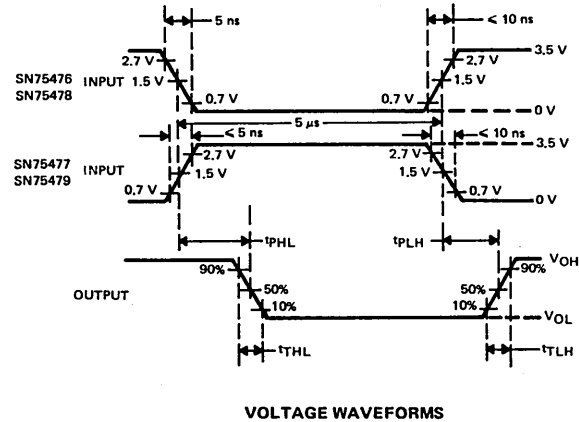 5 ns
< 10 ns
2.7 V
2.7 V
3.5 V
SN75476
SN75478
INPUT
1.5 V
1.5 V
0.7 V
0.7 V
0 V
5 μs
< 5 ns
< 10 ns
3.5 V
SN75477
SN75479
INPUT
2.7 V
2.7 V
1.5 V
1.5 V
0.7 V
0.7 V
0 V
tPHL
tPLH
VOH
90%
90%
OUTPUT
50%
50%
10%
10%
VOL
tTHL
tTLH
VOLTAGE WAVEFORMS